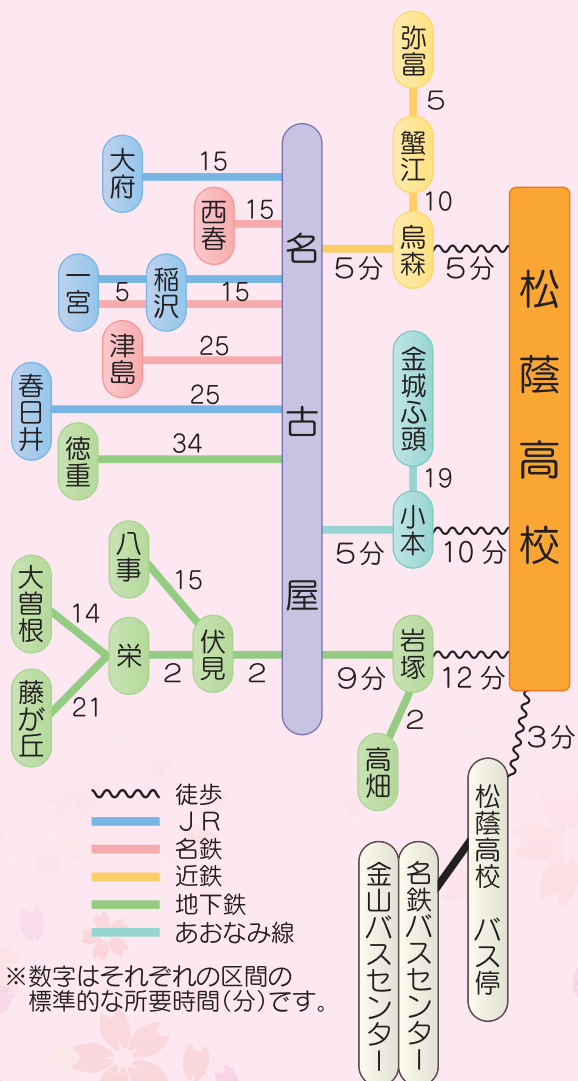 弥富
5
蟹江
10
烏森
5分
5分
大府
15
西春
15
一宮
5
稲沢
15
津島
25
春日井
25
徳重
34
名古屋
松蔭高校
金城ふ頭
19
小本
5分
10分
八事
15
大曽根
14
栄
2
伏見
2
藤が丘
21
岩塚
9分
12分
2
高畑
3分
松蔭高校 バス停
名鉄バスセンター
金山バスセンター
徒歩
JR
名鉄
近鉄
地下鉄
あおなみ線
※数字はそれぞれの区間の
標準的な所要時間(分)です。